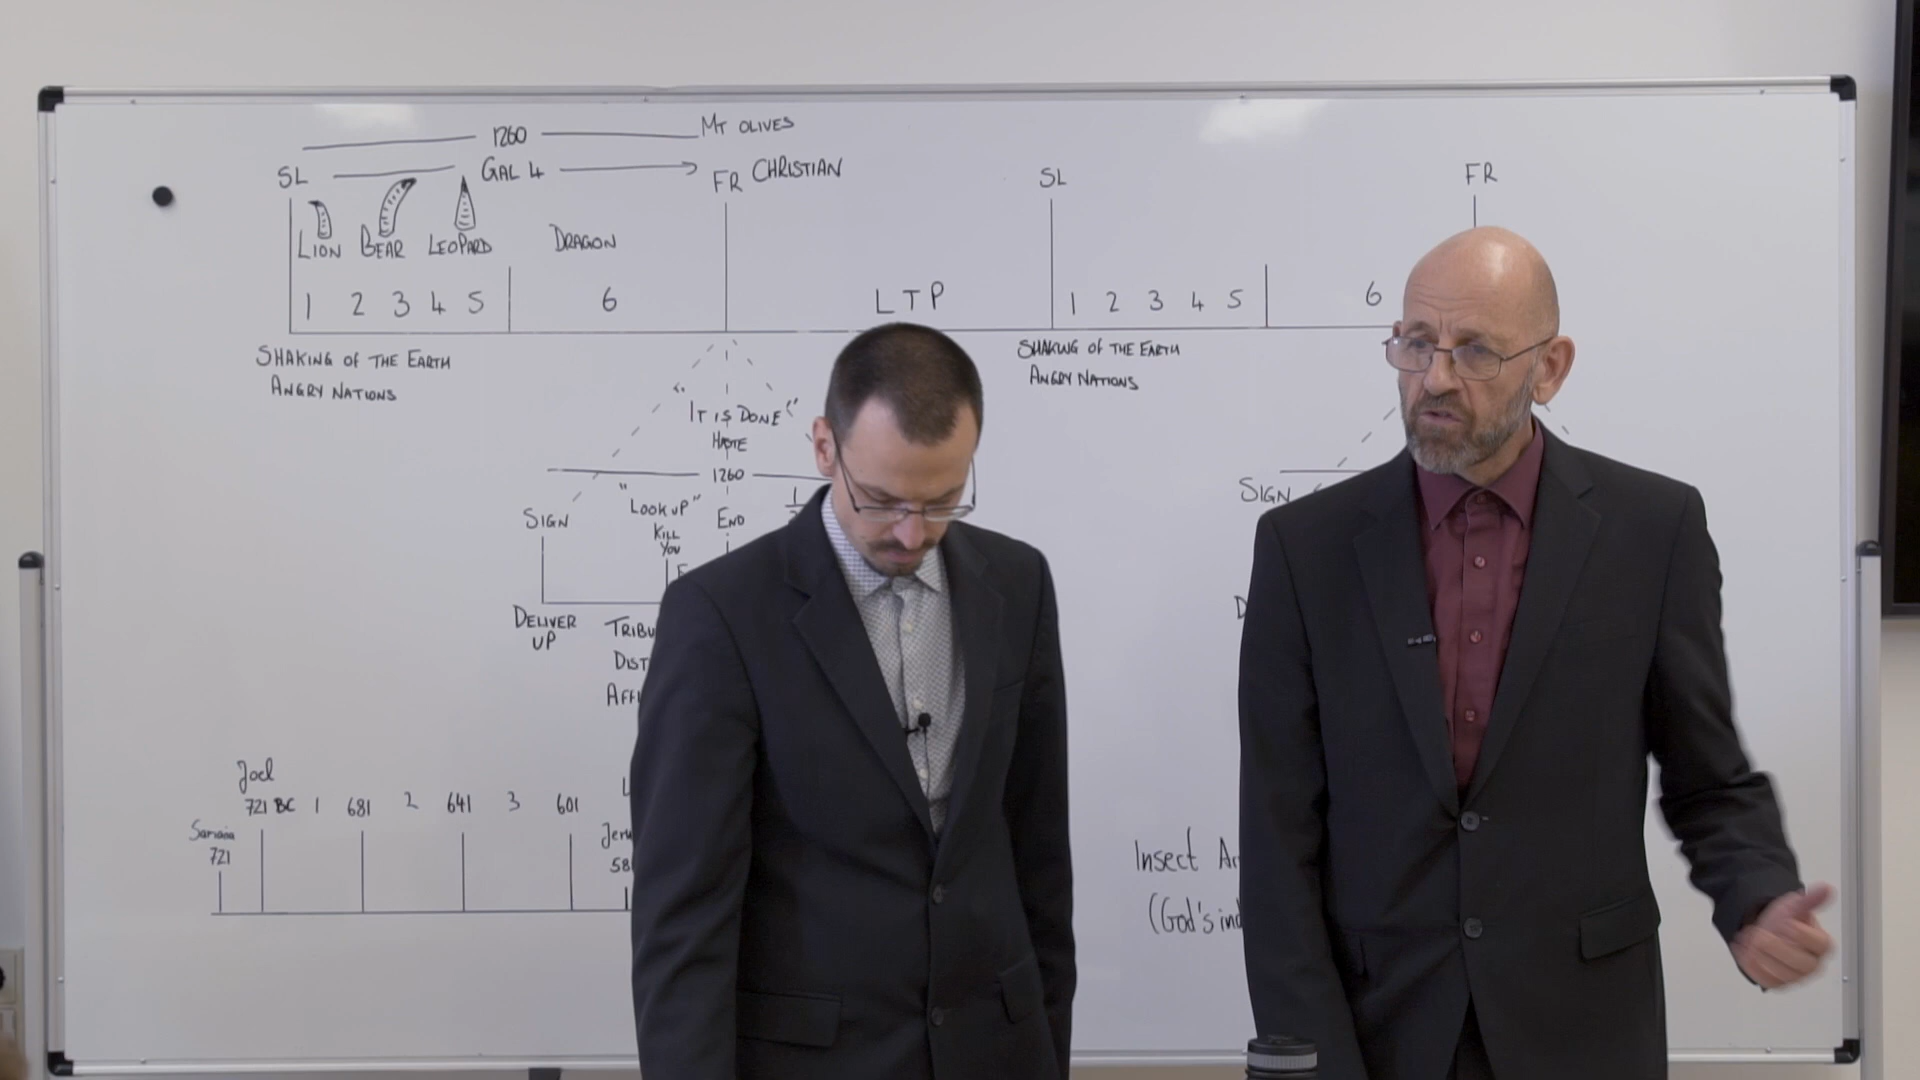 1260 MT OLIVES
SL GAL 4 FR CHRISTIAN SL FR
LION BEAR LEOPARD DRAGON
1 2 3 4 5 6 LTP 1 2 3 4 5 6
SHAKING OF THE EARTH SHAKING OF THE EARTH
ANGRY NATIONS ANGRY NATIONS
"IT IS DONE"
HASTE
1260
SIGN "LOOK UP" END SIGN
KILL
YOU
DELIVER
UP
Joel
721 BC 1 681 2 641 3 601
Samaria
721
Insect
(God's